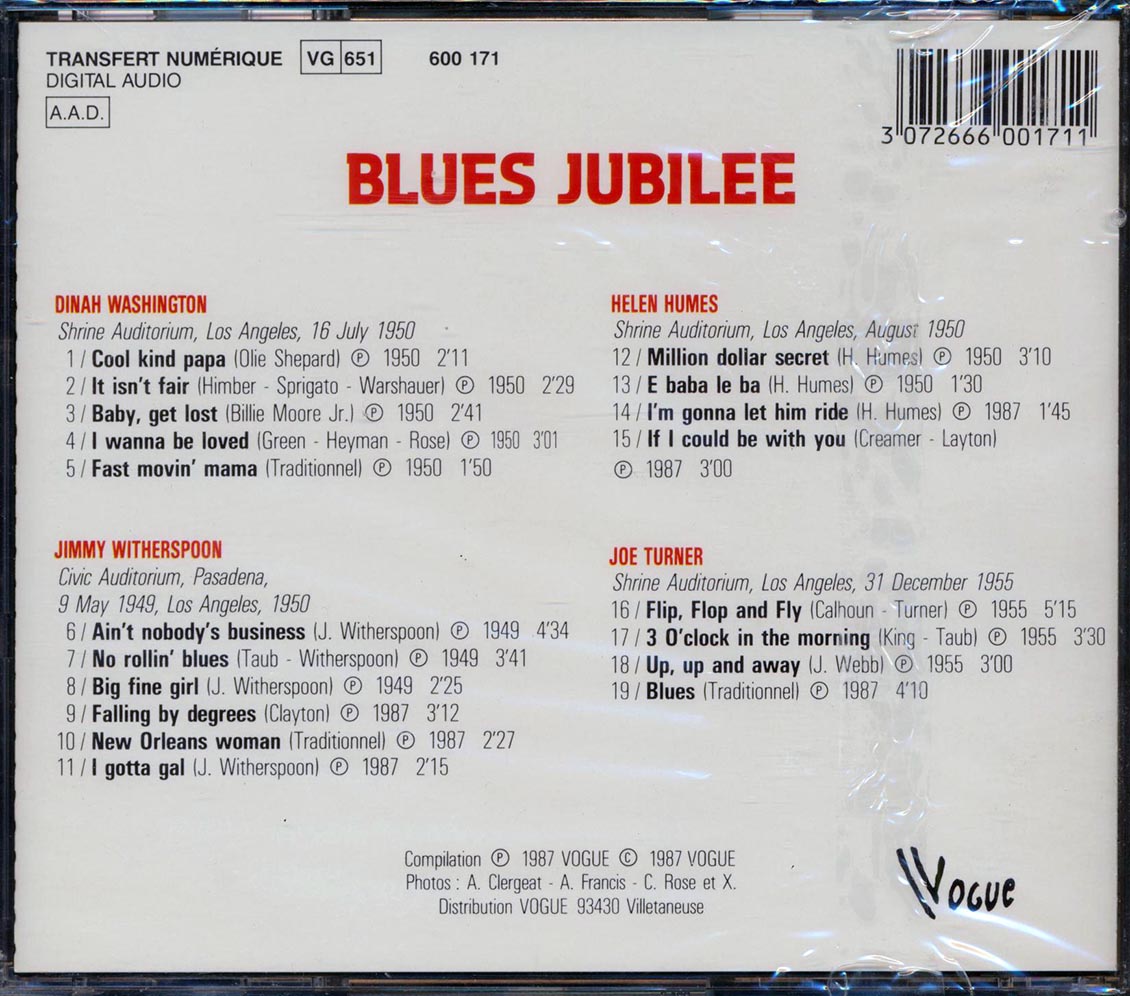 TRANSFERT NUMÉRIQUE VG 651 600 171
DIGITAL AUDIO
A.A.D.
3 072666 001711
BLUES JUBILEE
DINAH WASHINGTON
Shrine Auditorium, Los Angeles, 16 July 1950
1 / Cool kind papa (Olie Shepard) ℗ 1950 2'11
2 / It isn't fair (Himber - Sprigato - Warshauer) ℗ 1950 2'29
3 / Baby, get lost (Billie Moore Jr.) ℗ 1950 2'41
4 / I wanna be loved (Green - Heyman - Rose) ℗ 1950 3'01
5 / Fast movin' mama (Traditionnel) ℗ 1950 1'50
JIMMY WITHERSPOON
Civic Auditorium, Pasadena,
9 May 1949, Los Angeles, 1950
6 / Ain't nobody's business (J. Witherspoon) ℗ 1949 4'34
7 / No rollin' blues (Taub - Witherspoon) ℗ 1949 3'41
8 / Big fine girl (J. Witherspoon) ℗ 1949 2'25
9 / Falling by degrees (Clayton) ℗ 1987 3'12
10 / New Orleans woman (Traditionnel) ℗ 1987 2'27
11 / I gotta gal (J. Witherspoon) ℗ 1987 2'15
HELEN HUMES
Shrine Auditorium, Los Angeles, August 1950
12 / Million dollar secret (H. Humes) ℗ 1950 3'10
13 / E baba le ba (H. Humes) ℗ 1950 1'30
14 / I'm gonna let him ride (H. Humes) ℗ 1987 1'45
15 / If I could be with you (Creamer - Layton)
℗ 1987 3'00
JOE TURNER
Shrine Auditorium, Los Angeles, 31 December 1955
16 / Flip, Flop and Fly (Calhoun - Turner) ℗ 1955 5'15
17 / 3 O'clock in the morning (King - Taub) ℗ 1955 3'30
18 / Up, up and away (J. Webb) ℗ 1955 3'00
19 / Blues (Traditionnel) ℗ 1987 4'10
Compilation ℗ 1987 VOGUE © 1987 VOGUE
Photos : A. Clergeat - A. Francis - C. Rose et X.
Distribution VOGUE 93430 Villetaneuse
VOGUE